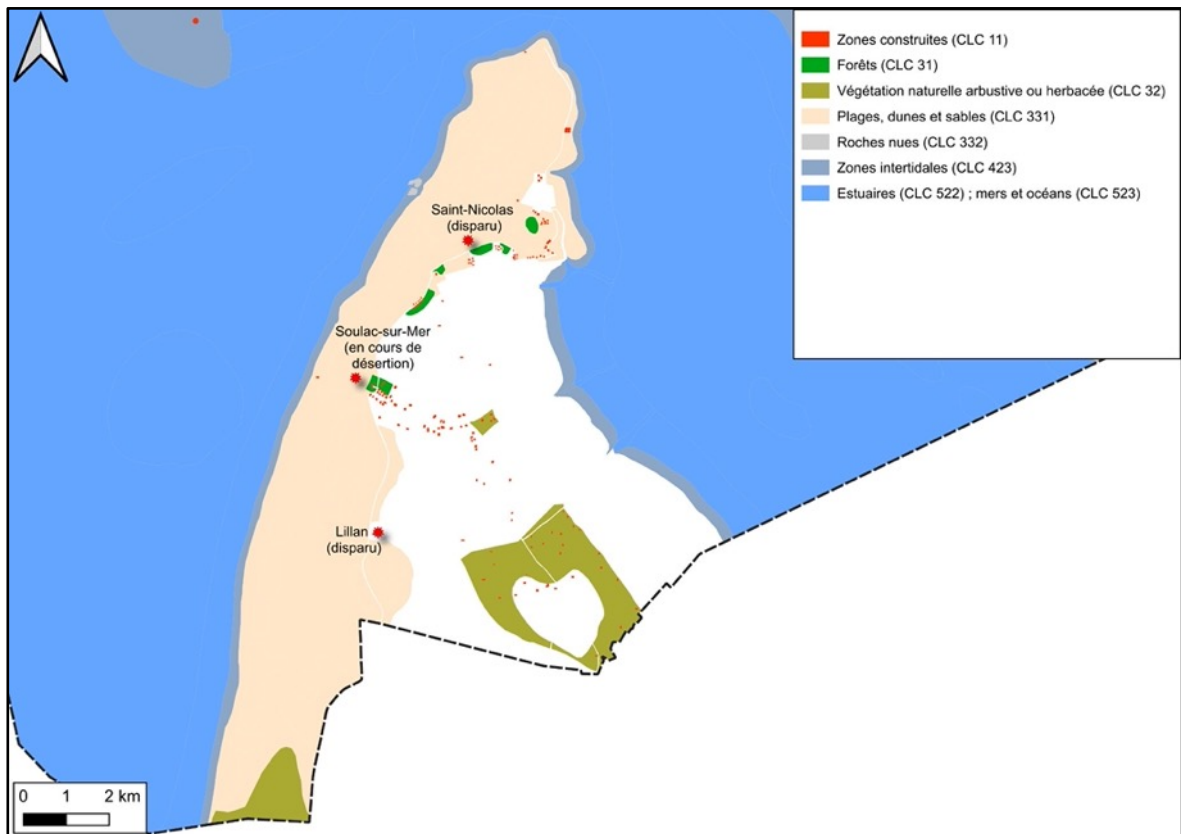 Zones construites (CLC 11)
Forêts (CLC 31)
Végétation naturelle arbustive ou herbacée (CLC 32)
Plages, dunes et sables (CLC 331)
Roches nues (CLC 332)
Zones intertidales (CLC 423)
Estuaires (CLC 522) ; mers et océans (CLC 523)
Saint-Nicolas
(disparu)
Soulac-sur-Mer
(en cours de
désertion)
Lillan
(disparu)
0 1 2 km